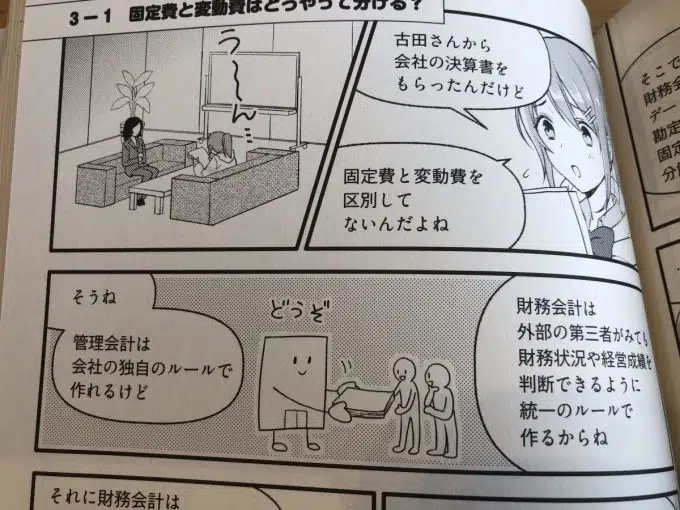 3−1 固定費と変動費はどうやって分ける?
う〜〜ん
古田さんから
会社の決算書を
もらったんだけど
固定費と変動費を
区別して
ないんだよね
そうね
管理会計は
会社の独自のルールで
作れるけど
どうぞ
財務会計は
外部の第三者がみても
財務状況や経営成績を
判断できるように
統一のルールで
作るからね
それに財務会計は
そこで
財務会
デー
勘定
固定